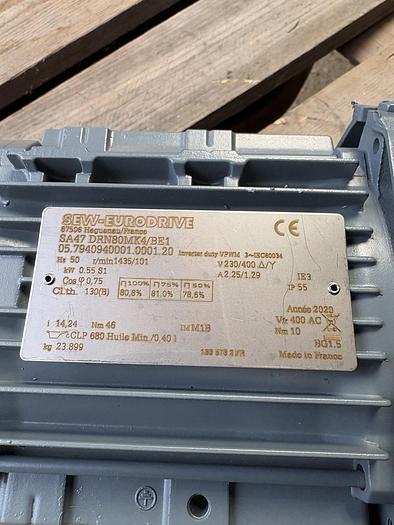 SEW-EURODRIVE
67506 Haguenau/France
SA47 DRN80MK4/BE1
05.7940940001.0001.20 Inverter duty VPWM 3~IEC60034
Hz 50 r/min 1435/101 V 230/400 Δ/Y
kW 0.55 S1 A 2,25/1,29 IE3
Cos φ 0,75 η100% η75% η50% IP 55
Cl.th. 130(B) 80,8% 81,0% 78,6%
Année 2020
i 14,24 Nm 46 IM M1B Vbr 400 AC
CLP 680 Huile Min./0,40 l Nm 10
kg 23.899 BG1.5
Made in France